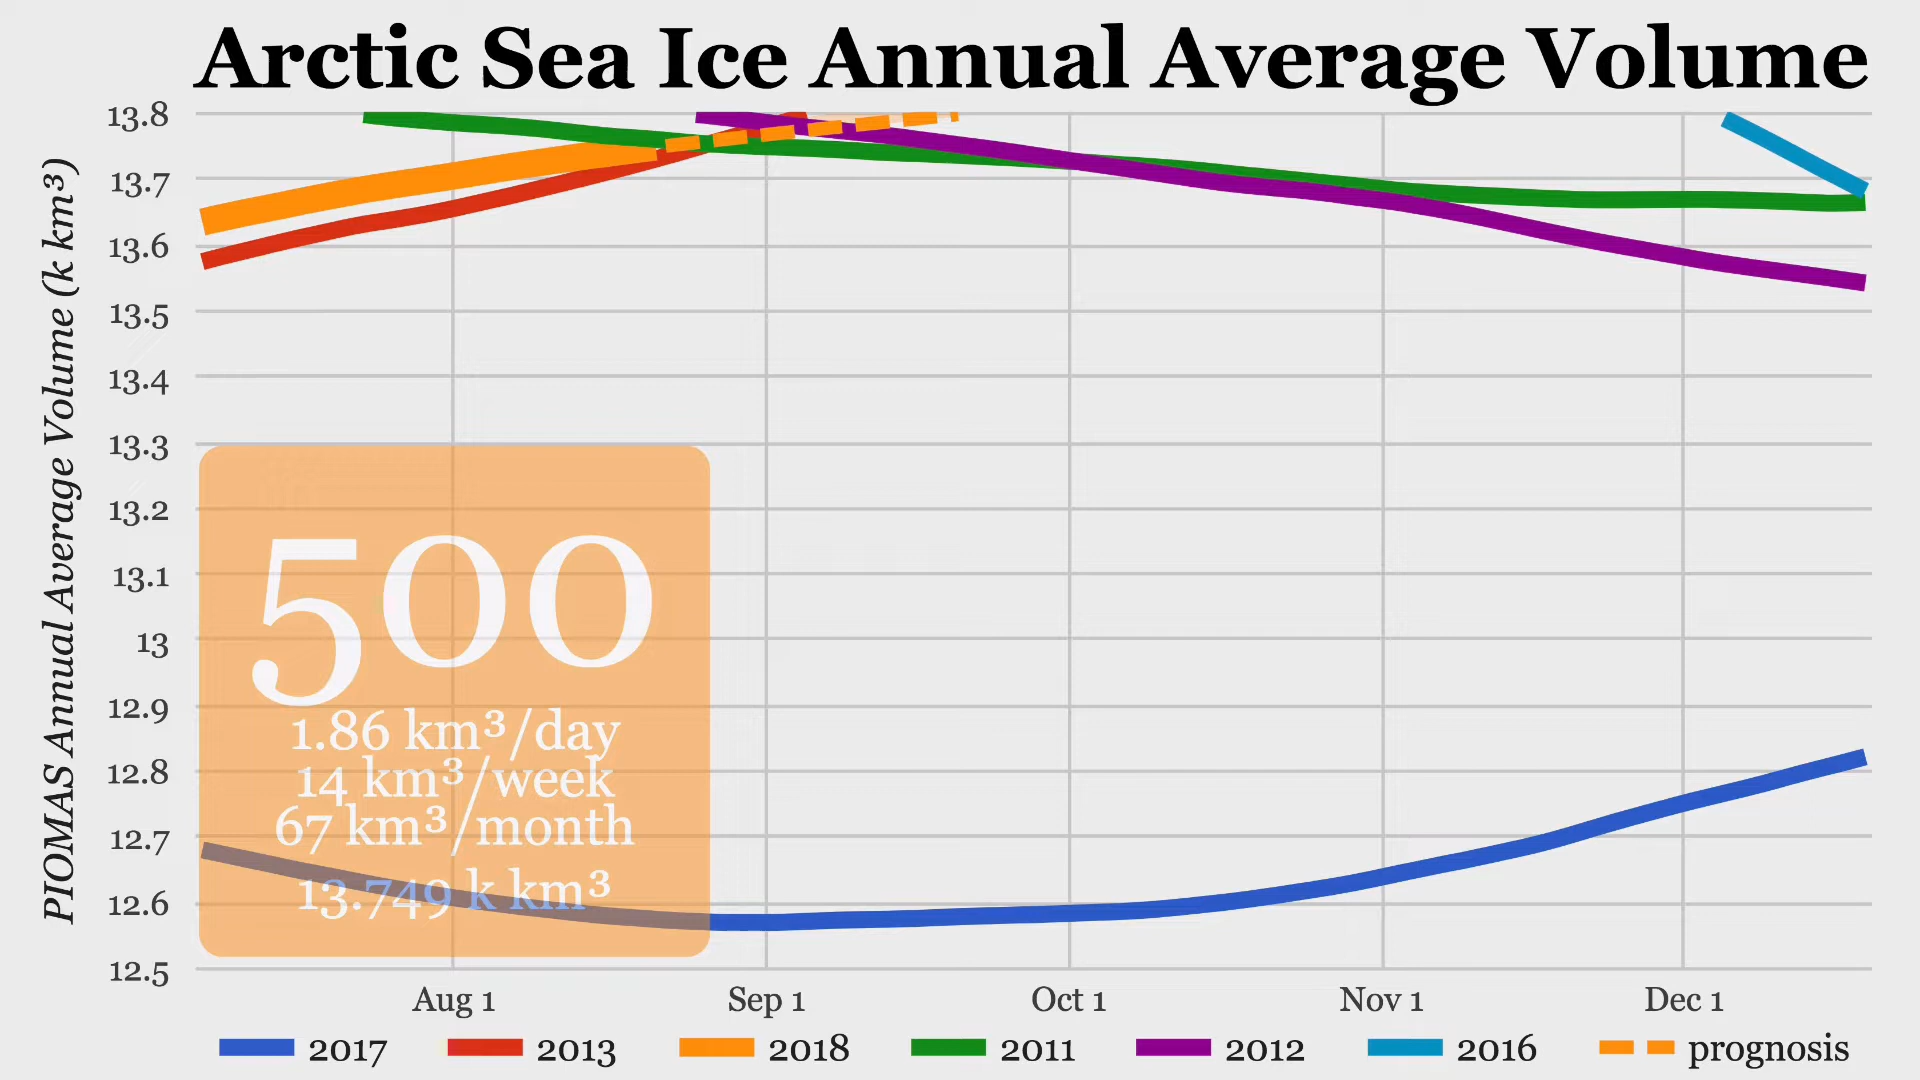 Arctic Sea Ice Annual Average Volume
PIOMAS Annual Average Volume (k km³)
13.8
13.7
13.6
13.5
13.4
13.3
13.2
13.1
13
12.9
12.8
12.7
12.6
12.5
500
1.86 km³/day
14 km³/week
67 km³/month
13.749 k km³
Aug 1 Sep 1 Oct 1 Nov 1 Dec 1
2017 2013 2018 2011 2012 2016 prognosis